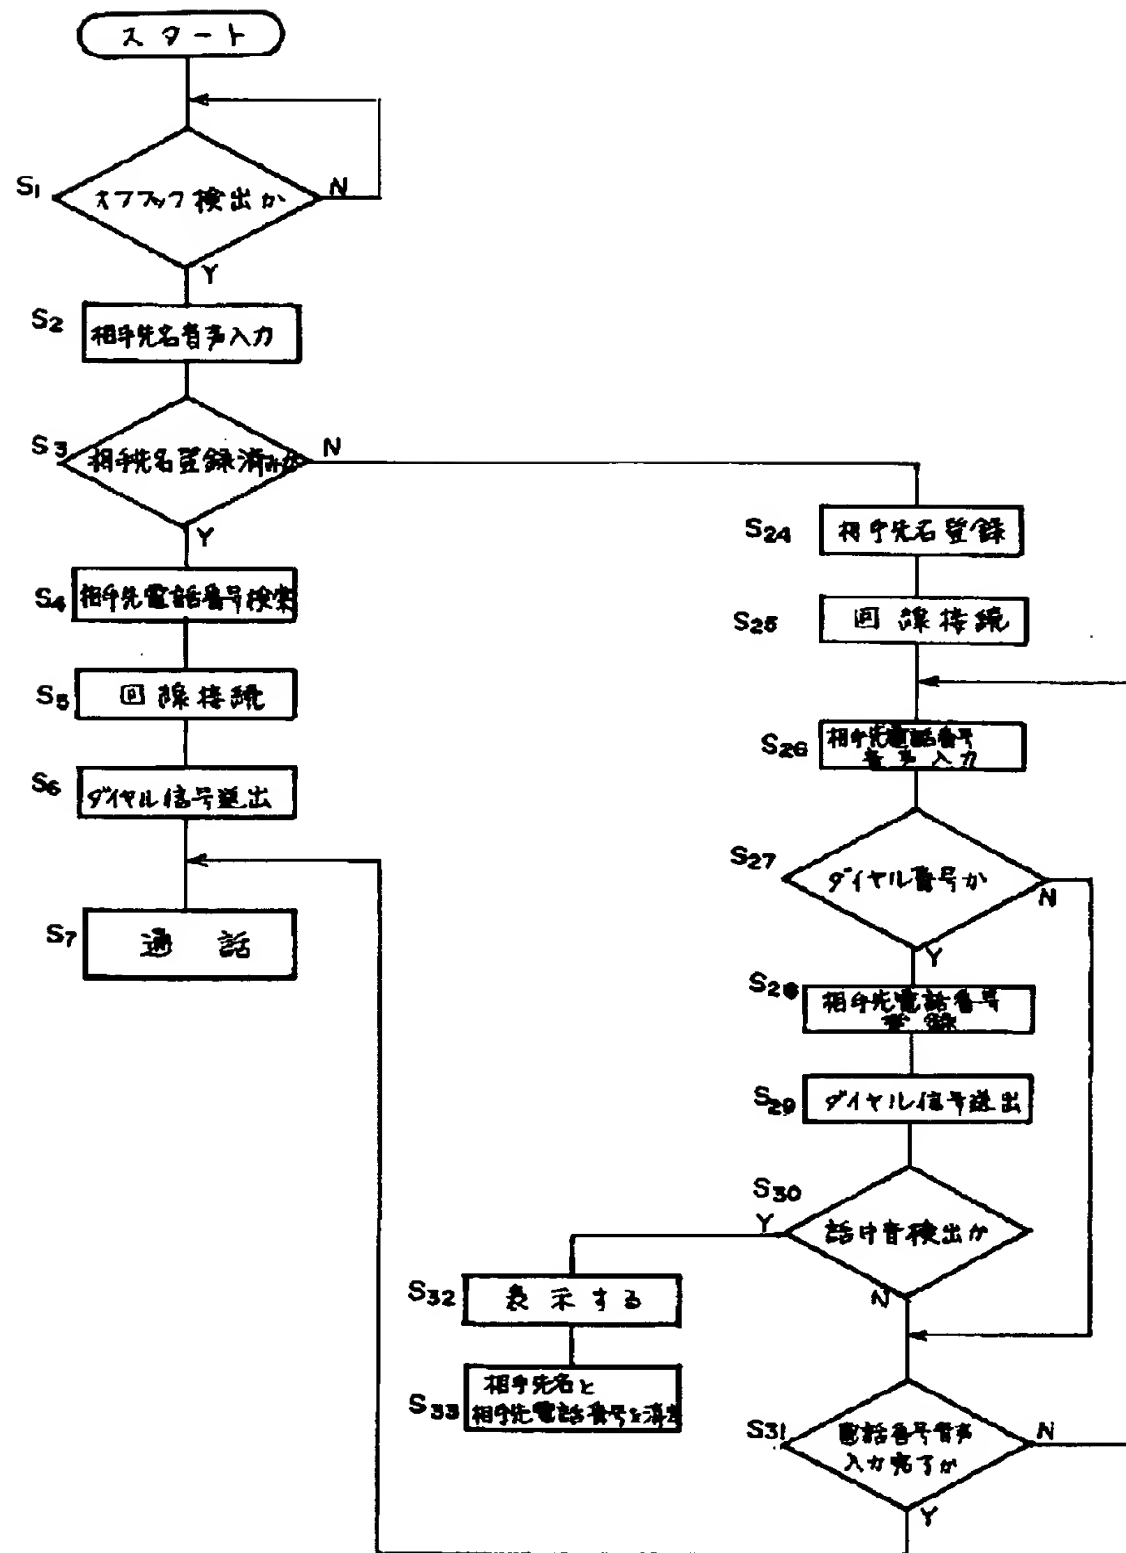 スタート
S1
オフフック検出か
N
Y
S2
相手先名音声入力
S3
相手先名登録済みか
N
Y
S4
相手先電話番号検索
S5
回線接続
S6
ダイヤル信号送出
S7
通話
S24
相手先名登録
S25
回線接続
S26
相手先電話番号
音声入力
S27
ダイヤル番号か
N
Y
S28
相手先電話番号
登録
S29
ダイヤル信号送出
S30
話中音検出か
Y
N
S32
表示する
S33
相手先名と
相手先電話番号を消去
S31
電話番号音声
入力完了か
N
Y